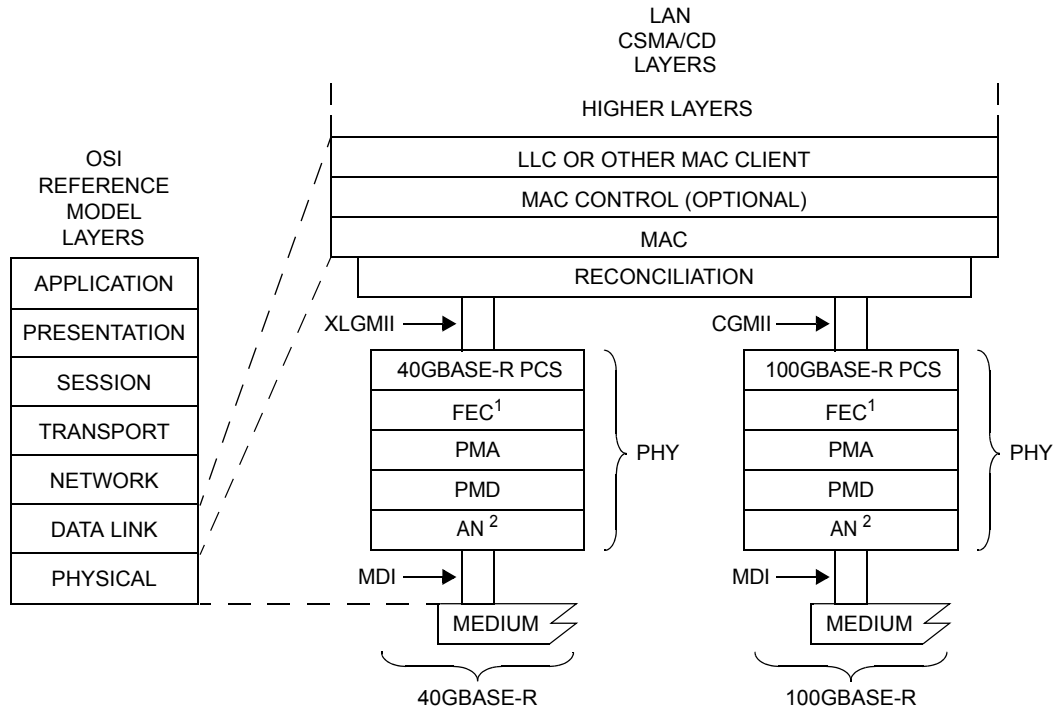 LAN
CSMA/CD
LAYERS
HIGHER LAYERS
LLC OR OTHER MAC CLIENT
MAC CONTROL (OPTIONAL)
MAC
RECONCILIATION
OSI
REFERENCE
MODEL
LAYERS
APPLICATION
PRESENTATION
SESSION
TRANSPORT
NETWORK
DATA LINK
PHYSICAL
XLGMII
40GBASE-R PCS
FEC1
PMA
PMD
AN 2
PHY
MDI
MEDIUM
40GBASE-R
CGMII
100GBASE-R PCS
FEC1
PMA
PMD
AN 2
PHY
MDI
MEDIUM
100GBASE-R